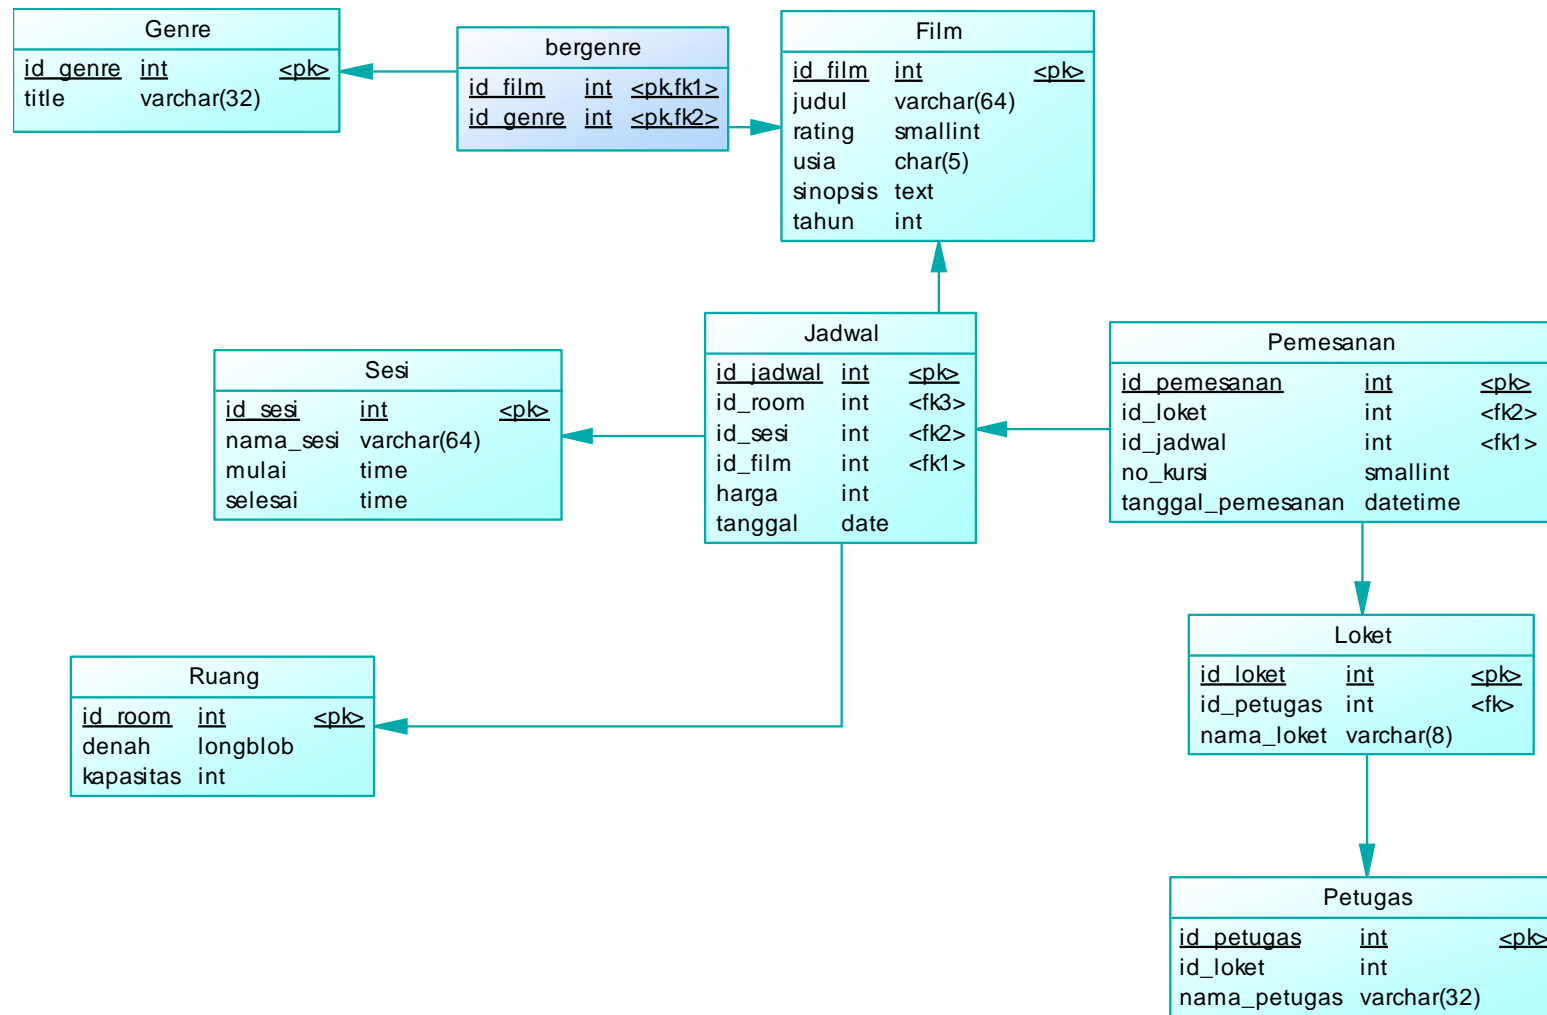 Genre
id_genre int <pk>
title varchar(32)
bergenre
id_film int <pk,fk1>
id_genre int <pk,fk2>
Film
id_film int <pk>
judul varchar(64)
rating smallint
usia char(5)
sinopsis text
tahun int
Sesi
id_sesi int <pk>
nama_sesi varchar(64)
mulai time
selesai time
Jadwal
id_jadwal int <pk>
id_room int <fk3>
id_sesi int <fk2>
id_film int <fk1>
harga int
tanggal date
Pemesanan
id_pemesanan int <pk>
id_loket int <fk2>
id_jadwal int <fk1>
no_kursi smallint
tanggal_pemesanan datetime
Ruang
id_room int <pk>
denah longblob
kapasitas int
Loket
id_loket int <pk>
id_petugas int <fk>
nama_loket varchar(8)
Petugas
id_petugas int <pk>
id_loket int
nama_petugas varchar(32)